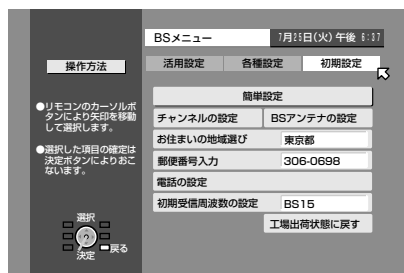 BSメニュー
7月25日(火)午後 6:37
操作方法
活用設定 各種設定 初期設定
●リモコンのカーソルボ
タンにより矢印を移動
して選択します。
●選択した項目の確定は
決定ボタンによりおこ
ないます。
簡単設定
チャンネルの設定 BSアンテナの設定
お住まいの地域選び 東京都
郵便番号入力 306-0698
電話の設定
初期受信周波数の設定 BS15
工場出荷状態に戻す
選択
戻る
決定